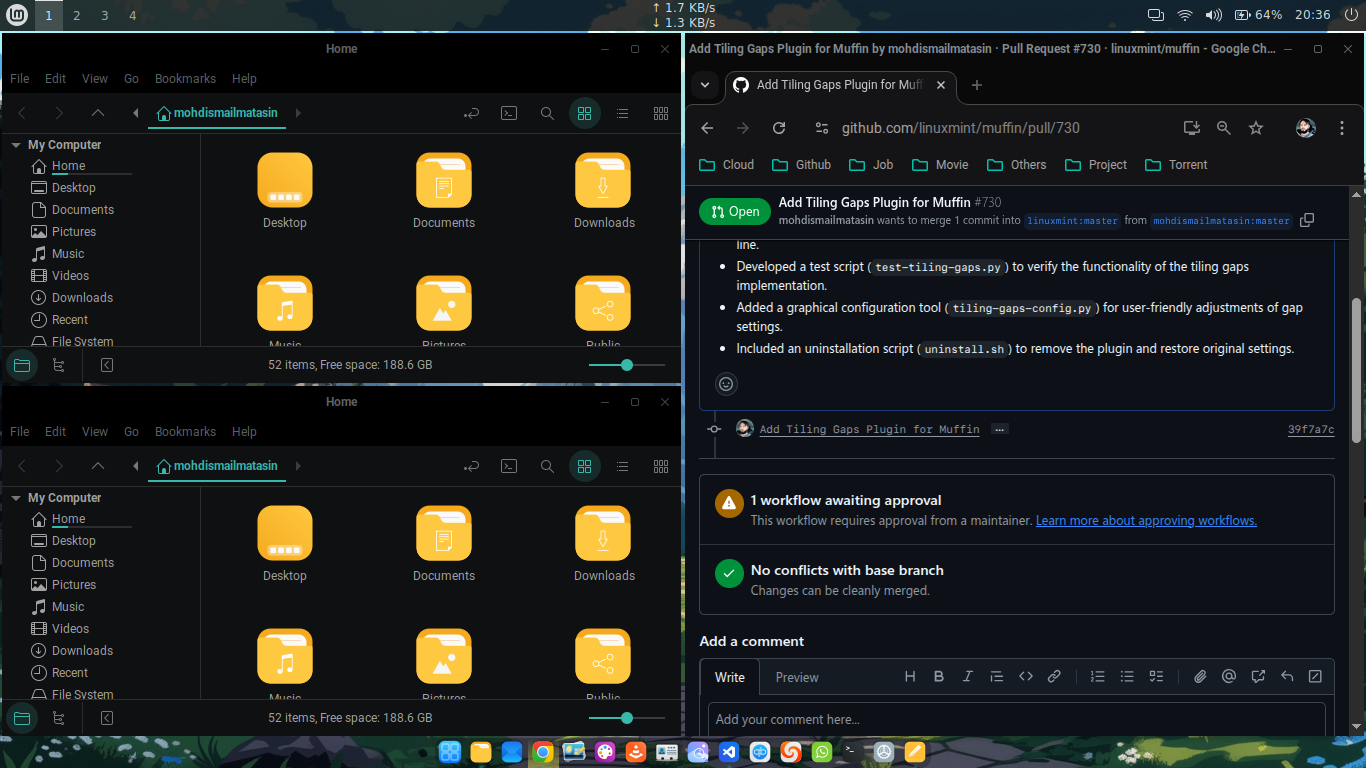 1 2 3 4
↑ 1.7 KB/s
↓ 1.3 KB/s
64% 20:36
Home
File Edit View Go Bookmarks Help
mohdismailmatasin
My Computer
Home
Desktop
Documents
Pictures
Music
Videos
Downloads
Recent
File System
Desktop
Documents
Downloads
Music
Pictures
Public
52 items, Free space: 188.6 GB
Home
File Edit View Go Bookmarks Help
mohdismailmatasin
My Computer
Home
Desktop
Documents
Pictures
Music
Videos
Downloads
Recent
File System
Desktop
Documents
Downloads
Music
Pictures
Public
52 items, Free space: 188.6 GB
Add Tiling Gaps Plugin for Muffin by mohdismailmatasin · Pull Request #730 · linuxmint/muffin - Google Ch...
Add Tiling Gaps Plugin for Muff
github.com/linuxmint/muffin/pull/730
Cloud Github Job Movie Others Project Torrent
Open
Add Tiling Gaps Plugin for Muffin #730
mohdismailmatasin wants to merge 1 commit into linuxmint:master from mohdismailmatasin:master
line.
• Developed a test script (test-tiling-gaps.py) to verify the functionality of the tiling gaps
implementation.
• Added a graphical configuration tool (tiling-gaps-config.py) for user-friendly adjustments of gap
settings.
• Included an uninstallation script (uninstall.sh) to remove the plugin and restore original settings.
Add Tiling Gaps Plugin for Muffin ... 39f7a7c
1 workflow awaiting approval
This workflow requires approval from a maintainer. Learn more about approving workflows.
No conflicts with base branch
Changes can be cleanly merged.
Add a comment
Write Preview
Add your comment here...